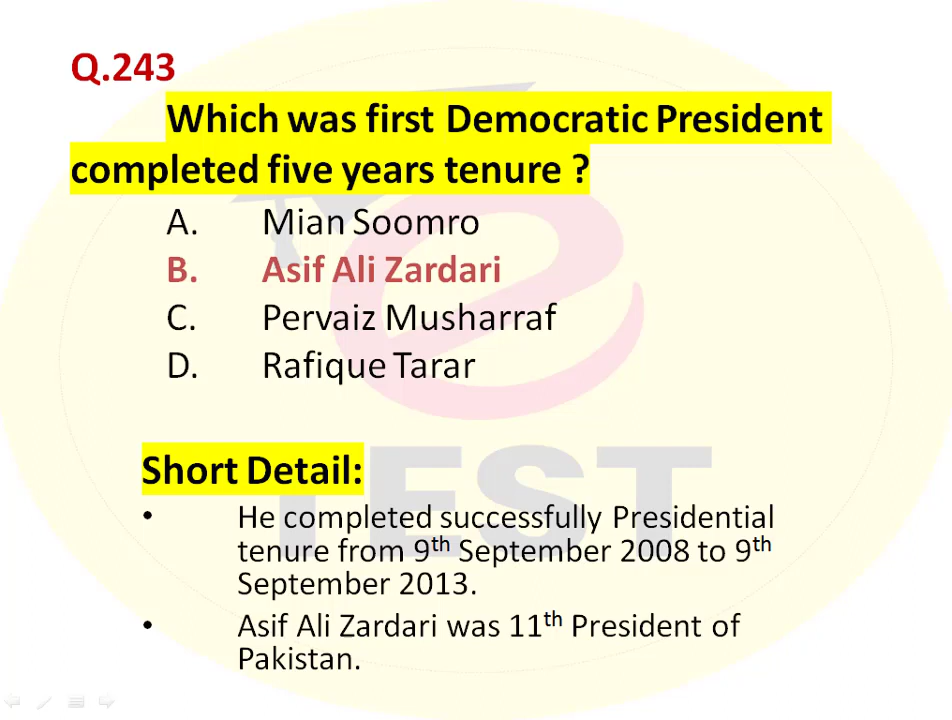 Q.243
Which was first Democratic President
completed five years tenure ?
A. Mian Soomro
B. Asif Ali Zardari
C. Pervaiz Musharraf
D. Rafique Tarar
e
TEST
Short Detail:
• He completed successfully Presidential
tenure from 9th September 2008 to 9th
September 2013.
• Asif Ali Zardari was 11th President of
Pakistan.